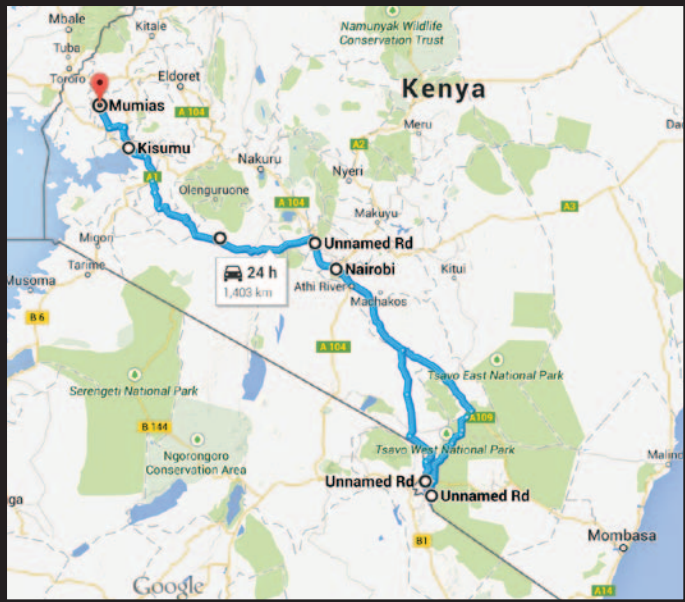 Mbale
Kitale
Namunyak Wildlife
Conservation Trust
Tuba
Tororo
Eldoret
Kenya
Mumias
A 104
Meru
Da
Kisumu
A2
Nakuru
Nyeri
A1
Olenguruone
A 104
A3
Makuyu
Migori
Unnamed Rd
Tarime
24 h
Nairobi
Kitui
Musoma
1,403 km
Athi River
Machakos
B 6
A 104
Tsavo East National Park
Serengeti National Park
A109
B 144
Tsavo West National Park
Ngorongoro
Conservation Area
Malind
Unnamed Rd
Unnamed Rd
ga
B1
Mombasa
Google
A14